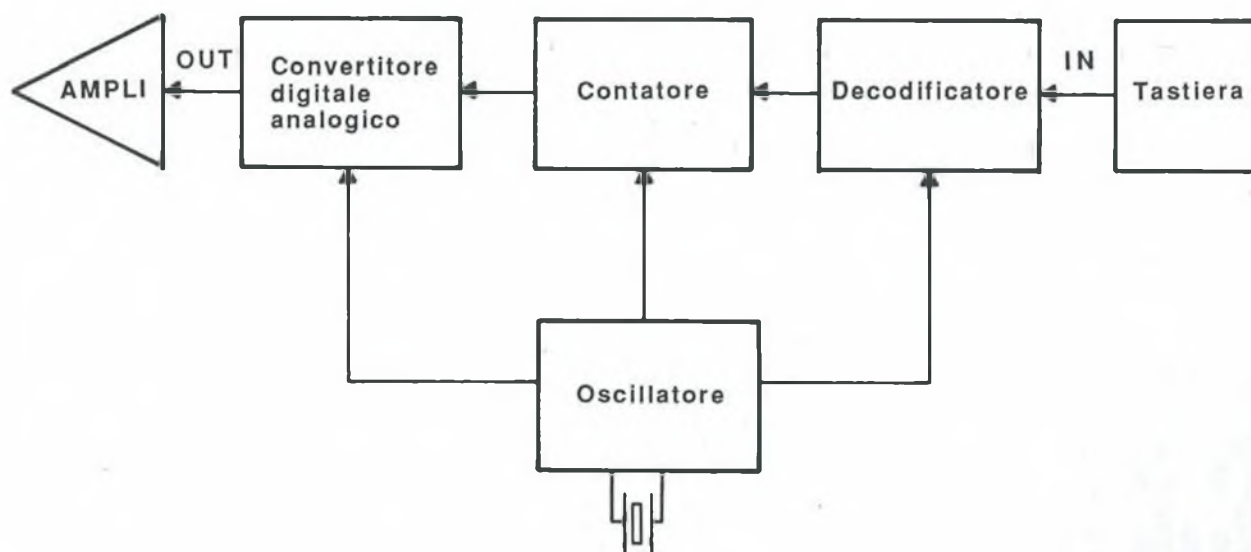 AMPLI
OUT
Convertitore
digitale
analogico
Contatore
Decodificatore
IN
Tastiera
Oscillatore